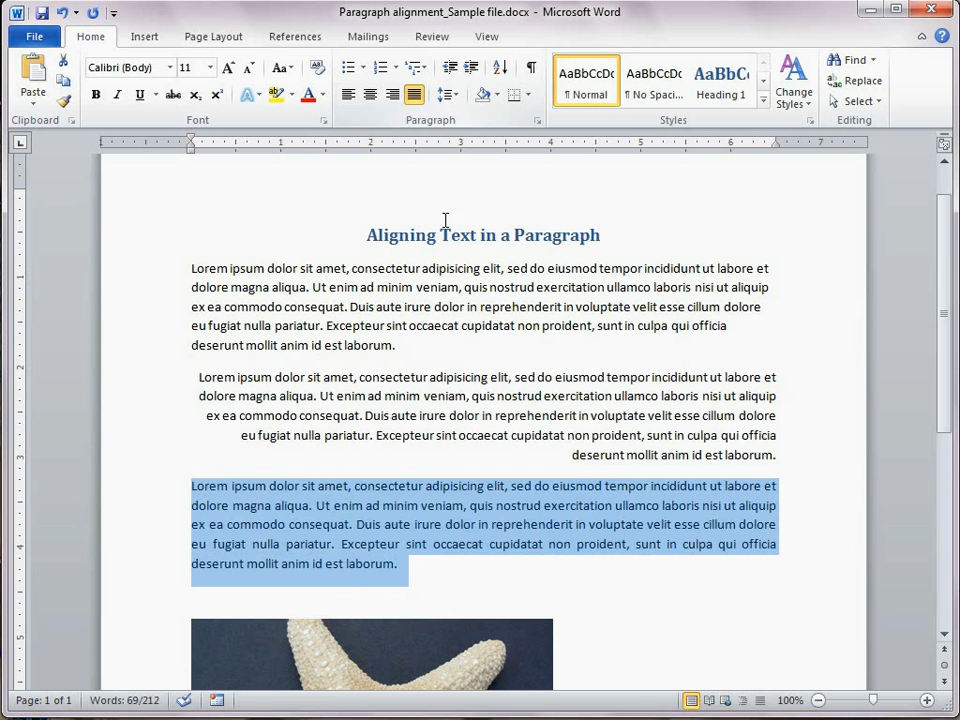 Paragraph alignment_Sample file.docx - Microsoft Word
File Home Insert Page Layout References Mailings Review View
Calibri (Body) 11 Aa AaBbCcDc AaBbCcDc AaBbCc Find
Paste B I U abc x₂ x² A ab A ¶ Normal ¶ No Spaci... Heading 1 Change Styles Replace
Select
Clipboard Font Paragraph Styles Editing
1 1 2 3 4 5 6 7
Aligning Text in a Paragraph
Lorem ipsum dolor sit amet, consectetur adipisicing elit, sed do eiusmod tempor incididunt ut labore et
dolore magna aliqua. Ut enim ad minim veniam, quis nostrud exercitation ullamco laboris nisi ut aliquip
ex ea commodo consequat. Duis aute irure dolor in reprehenderit in voluptate velit esse cillum dolore
eu fugiat nulla pariatur. Excepteur sint occaecat cupidatat non proident, sunt in culpa qui officia
deserunt mollit anim id est laborum.
Lorem ipsum dolor sit amet, consectetur adipisicing elit, sed do eiusmod tempor incididunt ut labore et
dolore magna aliqua. Ut enim ad minim veniam, quis nostrud exercitation ullamco laboris nisi ut aliquip
ex ea commodo consequat. Duis aute irure dolor in reprehenderit in voluptate velit esse cillum dolore
eu fugiat nulla pariatur. Excepteur sint occaecat cupidatat non proident, sunt in culpa qui officia
deserunt mollit anim id est laborum.
Lorem ipsum dolor sit amet, consectetur adipisicing elit, sed do eiusmod tempor incididunt ut labore et
dolore magna aliqua. Ut enim ad minim veniam, quis nostrud exercitation ullamco laboris nisi ut aliquip
ex ea commodo consequat. Duis aute irure dolor in reprehenderit in voluptate velit esse cillum dolore
eu fugiat nulla pariatur. Excepteur sint occaecat cupidatat non proident, sunt in culpa qui officia
deserunt mollit anim id est laborum.
Page: 1 of 1 Words: 69/212 100%